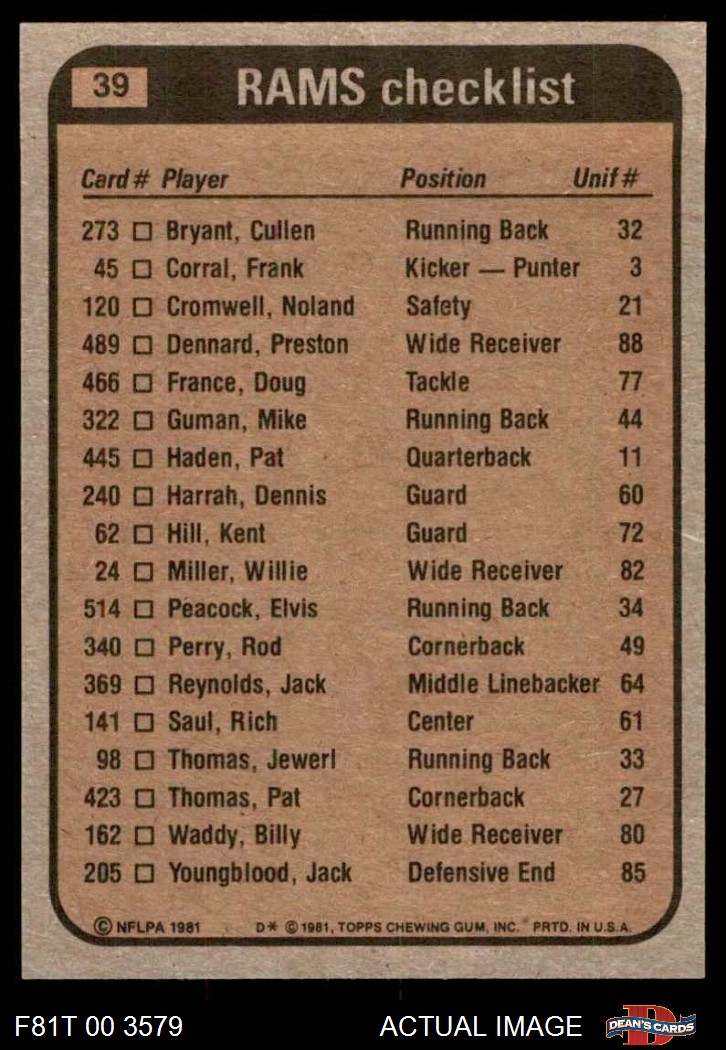 39 RAMS checklist
Card # Player Position Unif #
273 □ Bryant, Cullen Running Back 32
45 □ Corral, Frank Kicker — Punter 3
120 □ Cromwell, Noland Safety 21
489 □ Dennard, Preston Wide Receiver 88
466 □ France, Doug Tackle 77
322 □ Guman, Mike Running Back 44
445 □ Haden, Pat Quarterback 11
240 □ Harrah, Dennis Guard 60
62 □ Hill, Kent Guard 72
24 □ Miller, Willie Wide Receiver 82
514 □ Peacock, Elvis Running Back 34
340 □ Perry, Rod Cornerback 49
369 □ Reynolds, Jack Middle Linebacker 64
141 □ Saul, Rich Center 61
98 □ Thomas, Jewerl Running Back 33
423 □ Thomas, Pat Cornerback 27
162 □ Waddy, Billy Wide Receiver 80
205 □ Youngblood, Jack Defensive End 85
© NFLPA 1981 D* © 1981, TOPPS CHEWING GUM, INC. PRTD. IN U.S.A.
F81T 00 3579 ACTUAL IMAGE D DEAN'S CARDS